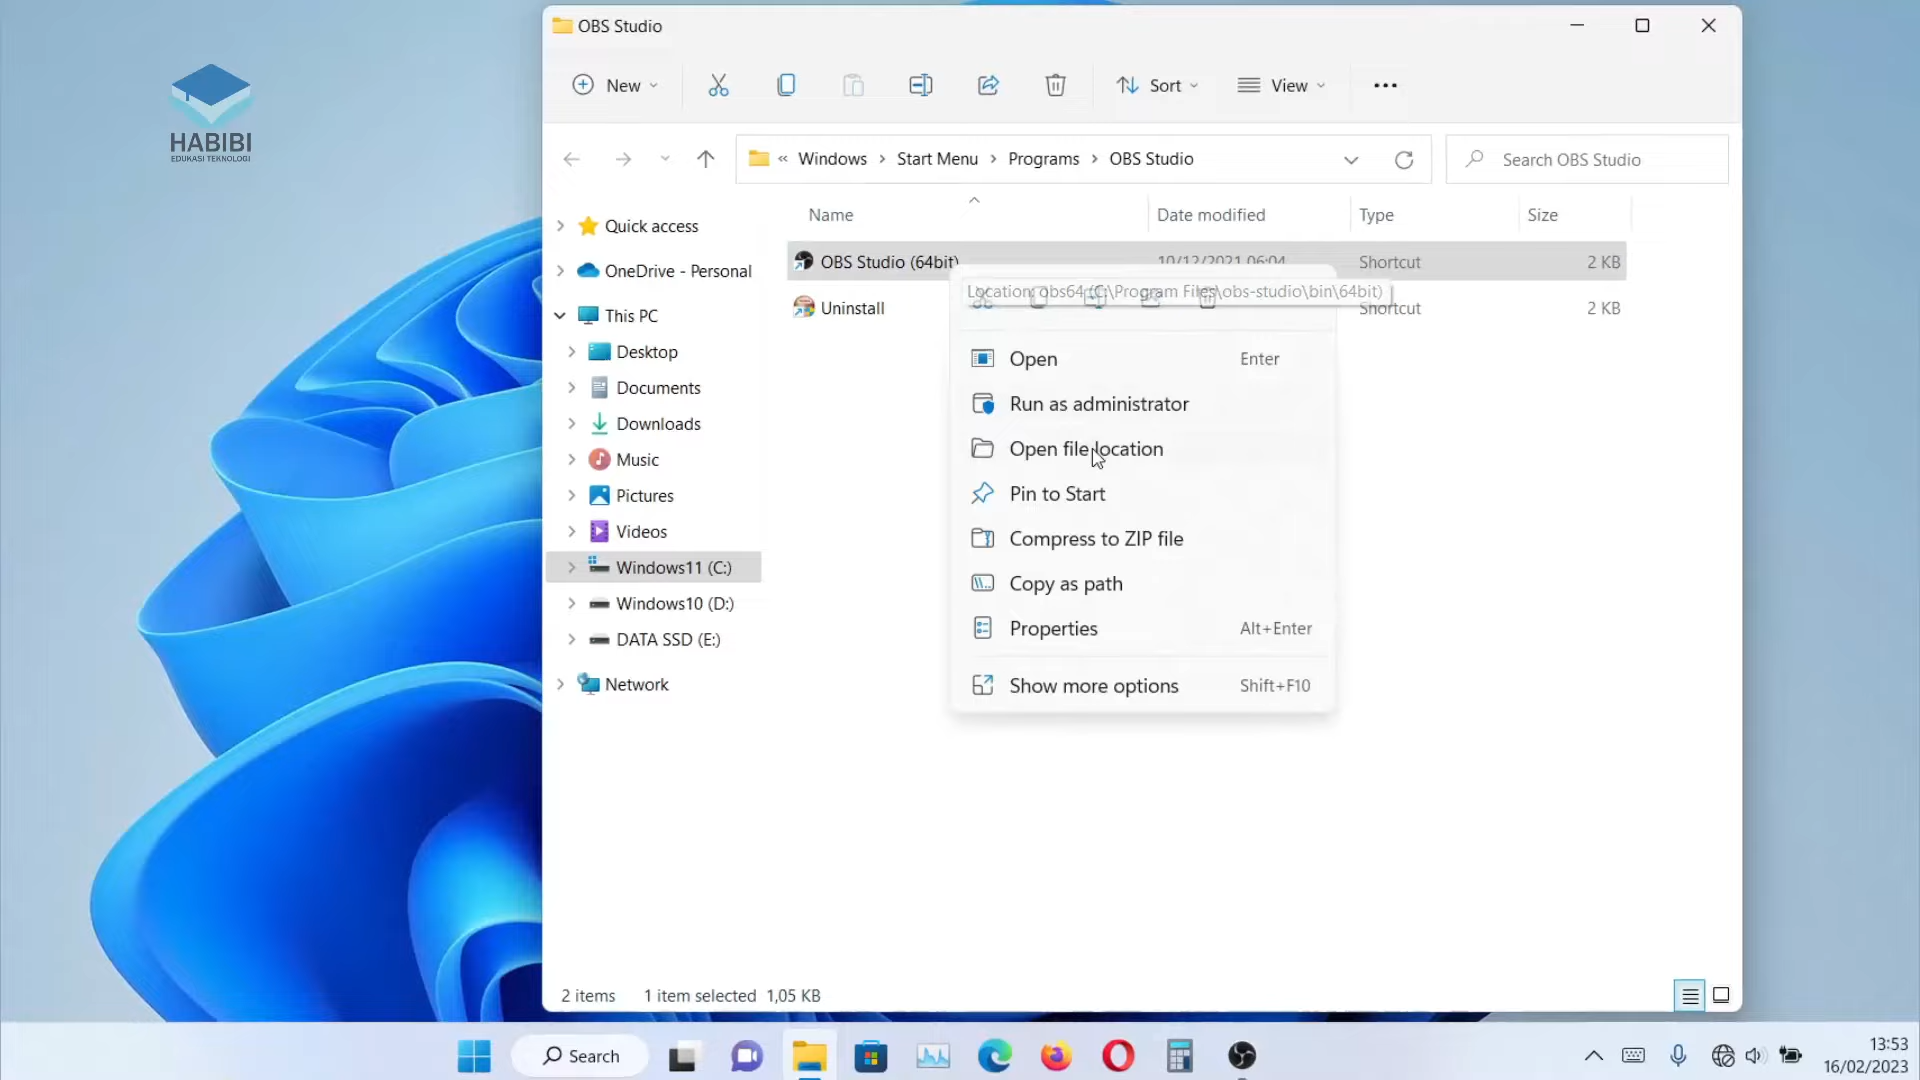 OBS Studio
HABIBI
EDUKASI TEKNOLOGI
New
Sort
View
« Windows > Start Menu > Programs > OBS Studio
Search OBS Studio
Name Date modified Type Size
OBS Studio (64bit) 10/12/2021 06:04 Shortcut 2 KB
Location: obs64 (C:\Program Files\obs-studio\bin\64bit)
Uninstall Shortcut 2 KB
Quick access
OneDrive - Personal
This PC
Desktop
Documents
Downloads
Music
Pictures
Videos
Windows11 (C:)
Windows10 (D:)
DATA SSD (E:)
Network
Open Enter
Run as administrator
Open file location
Pin to Start
Compress to ZIP file
Copy as path
Properties Alt+Enter
Show more options Shift+F10
2 items 1 item selected 1,05 KB
Search
13:53
16/02/2023